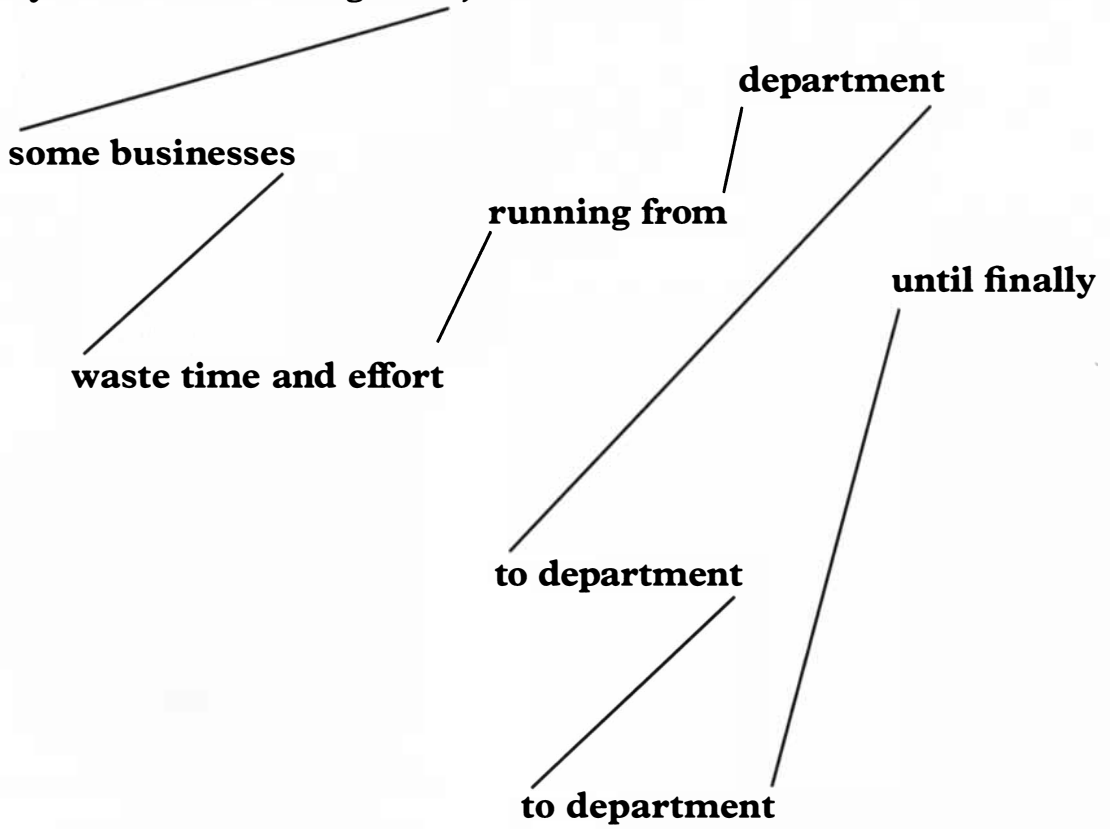 some businesses
waste time and effort
running from
department
to department
to department
until finally